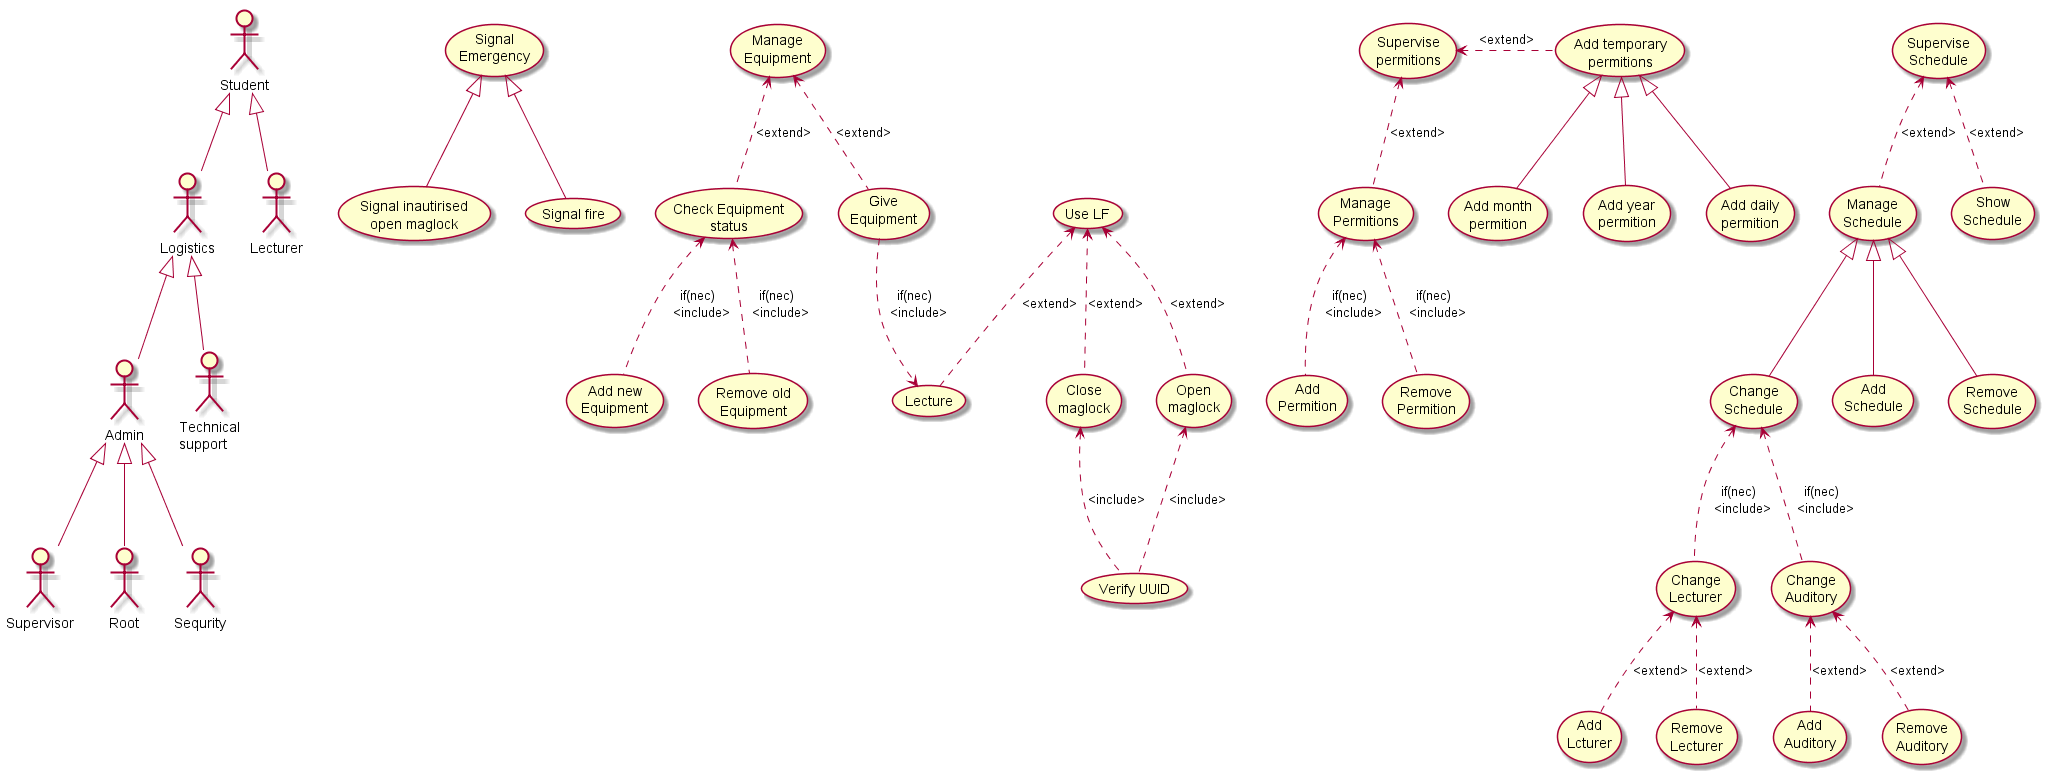 Student
Logistics
Lecturer
Admin
Technical
support
Supervisor
Root
Sequrity
Signal
Emergency
Signal inautirised
open maglock
Signal fire
Manage
Equipment
<extend>
<extend>
Check Equipment
status
Give
Equipment
if(nec)
<include>
if(nec)
<include>
if(nec)
<include>
Add new
Equipment
Remove old
Equipment
Lecture
Use LF
<extend>
<extend>
<extend>
Close
maglock
Open
maglock
<include>
<include>
Verify UUID
Supervise
permitions
<extend>
Add temporary
permitions
<extend>
Manage
Permitions
Add month
permition
Add year
permition
Add daily
permition
if(nec)
<include>
if(nec)
<include>
Add
Permition
Remove
Permition
Supervise
Schedule
<extend>
<extend>
Manage
Schedule
Show
Schedule
Change
Schedule
Add
Schedule
Remove
Schedule
if(nec)
<include>
if(nec)
<include>
Change
Lecturer
Change
Auditory
<extend>
<extend>
<extend>
<extend>
Add
Lcturer
Remove
Lecturer
Add
Auditory
Remove
Auditory